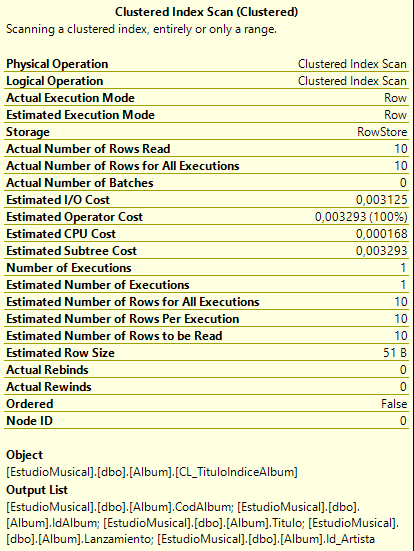 Clustered Index Scan (Clustered)
Scanning a clustered index, entirely or only a range.
Physical Operation Clustered Index Scan
Logical Operation Clustered Index Scan
Actual Execution Mode Row
Estimated Execution Mode Row
Storage RowStore
Actual Number of Rows Read 10
Actual Number of Rows for All Executions 10
Actual Number of Batches 0
Estimated I/O Cost 0,003125
Estimated Operator Cost 0,003293 (100%)
Estimated CPU Cost 0,000168
Estimated Subtree Cost 0,003293
Number of Executions 1
Estimated Number of Executions 1
Estimated Number of Rows for All Executions 10
Estimated Number of Rows Per Execution 10
Estimated Number of Rows to be Read 10
Estimated Row Size 51 B
Actual Rebinds 0
Actual Rewinds 0
Ordered False
Node ID 0
Object
[EstudioMusical].[dbo].[Album].[CL_TituloIndiceAlbum]
Output List
[EstudioMusical].[dbo].[Album].CodAlbum; [EstudioMusical].[dbo].
[Album].IdAlbum; [EstudioMusical].[dbo].[Album].Titulo; [EstudioMusical].
[dbo].[Album].Lanzamiento; [EstudioMusical].[dbo].[Album].Id_Artista